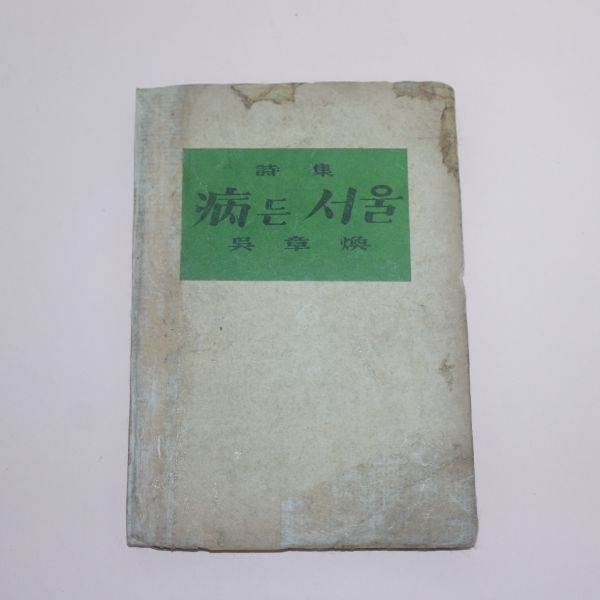 詩集
病든 서울
吳章煥